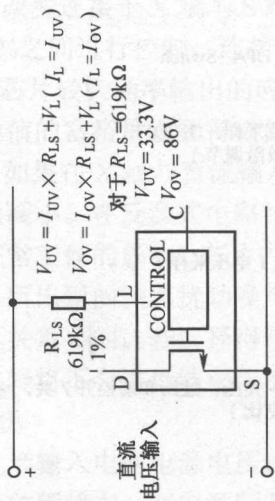 V_UV = I_UV × R_LS + V_L (I_L = I_UV)
V_OV = I_OV × R_LS + V_L (I_L = I_OV)
对于 R_LS = 619kΩ
V_UV = 33.3V
V_OV = 86V
R_LS
619kΩ
1%
L
CONTROL
C
D
S
直流
电压输入
+